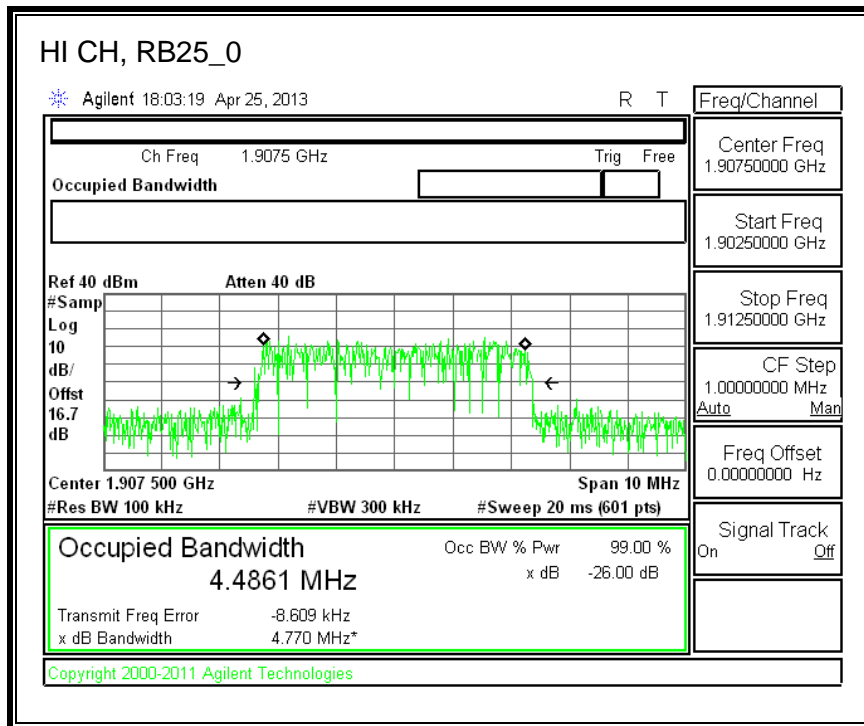 HI CH, RB25_0
Agilent 18:03:19 Apr 25, 2013 R T
Freq/Channel
Ch Freq 1.9075 GHz Trig Free
Occupied Bandwidth
Center Freq
1.90750000 GHz
Start Freq
1.90250000 GHz
Stop Freq
1.91250000 GHz
CF Step
1.00000000 MHz
Auto Man
Freq Offset
0.00000000 Hz
Signal Track
On Off
Ref 40 dBm Atten 40 dB
#Samp
Log
10
dB/
Offst
16.7
dB
Center 1.907 500 GHz Span 10 MHz
#Res BW 100 kHz #VBW 300 kHz #Sweep 20 ms (601 pts)
Occupied Bandwidth Occ BW % Pwr 99.00 %
4.4861 MHz x dB -26.00 dB
Transmit Freq Error -8.609 kHz
x dB Bandwidth 4.770 MHz*
Copyright 2000-2011 Agilent Technologies